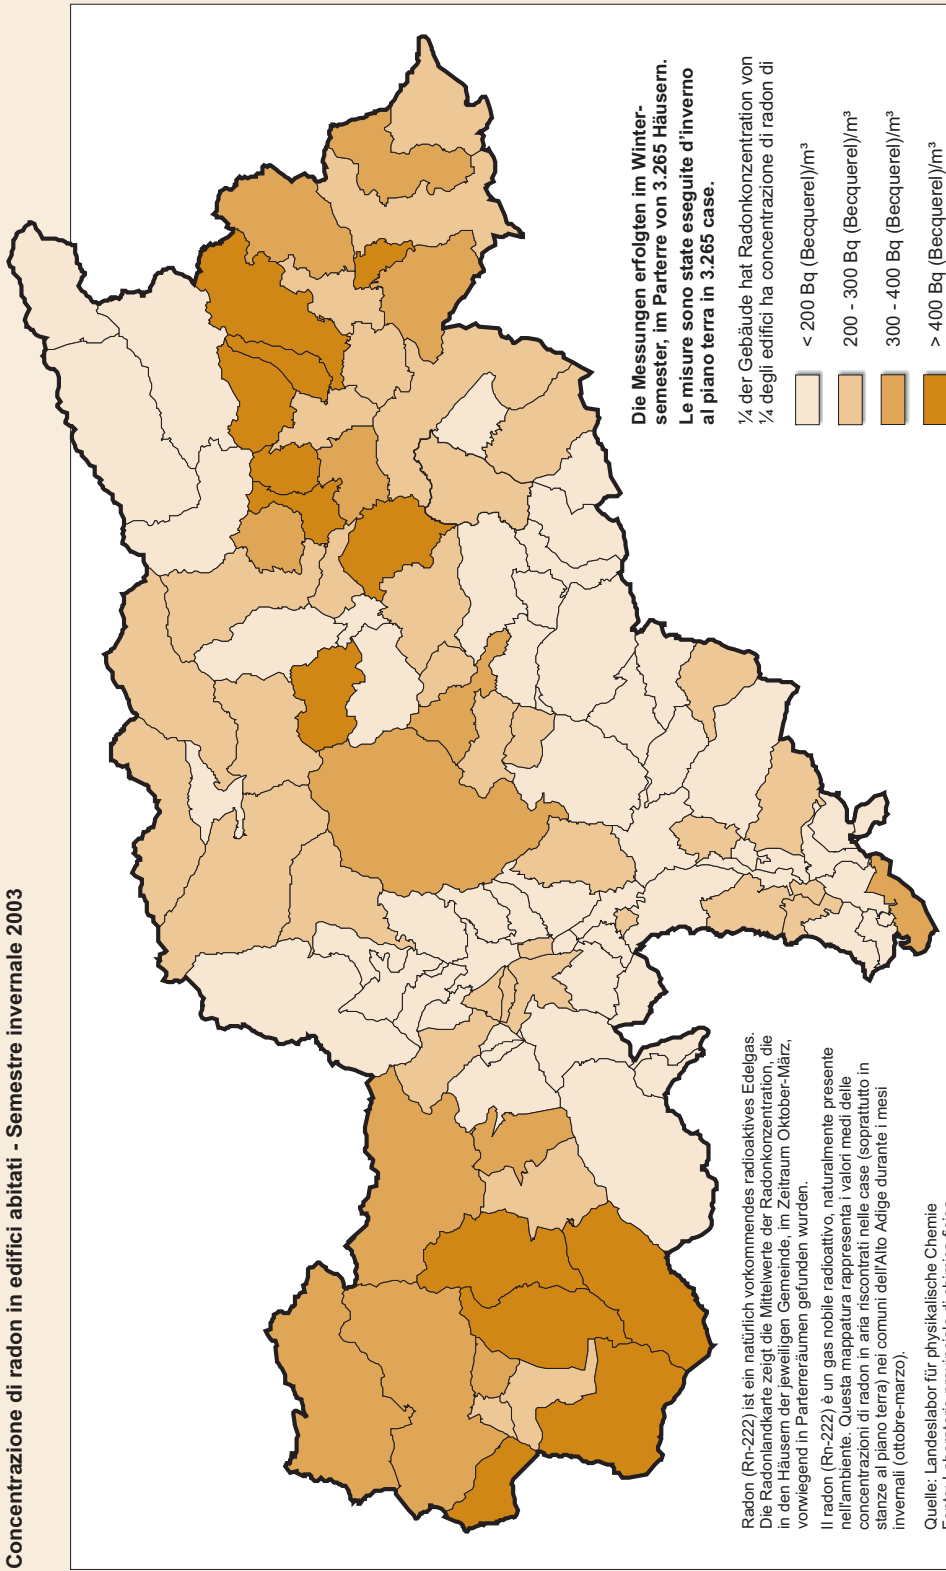 Concentrazione di radon in edifici abitati - Semestre invernale 2003
Die Messungen erfolgten im Winter-
semester, im Parterre von 3.265 Häusern.
Le misure sono state eseguite d'inverno
al piano terra in 3.265 case.
¼ der Gebäude hat Radonkonzentration von
¼ degli edifici ha concentrazione di radon di
< 200 Bq (Becquerel)/m³
200 - 300 Bq (Becquerel)/m³
300 - 400 Bq (Becquerel)/m³
> 400 Bq (Becquerel)/m³
Radon (Rn-222) ist ein natürlich vorkommendes radioaktives Edelgas.
Die Radonlandkarte zeigt die Mittelwerte der Radonkonzentration, die
in den Häusern der jeweiligen Gemeinde, im Zeitraum Oktober-März,
vorwiegend in Parterreräumen gefunden wurden.
Il radon (Rn-222) è un gas nobile radioattivo, naturalmente presente
nell'ambiente. Questa mappatura rappresenta i valori medi delle
concentrazioni di radon in aria riscontrati nelle case (soprattutto in
stanze al piano terra) nei comuni dell'Alto Adige durante i mesi
invernali (ottobre-marzo).
Quelle: Landeslabor für physikalische Chemie